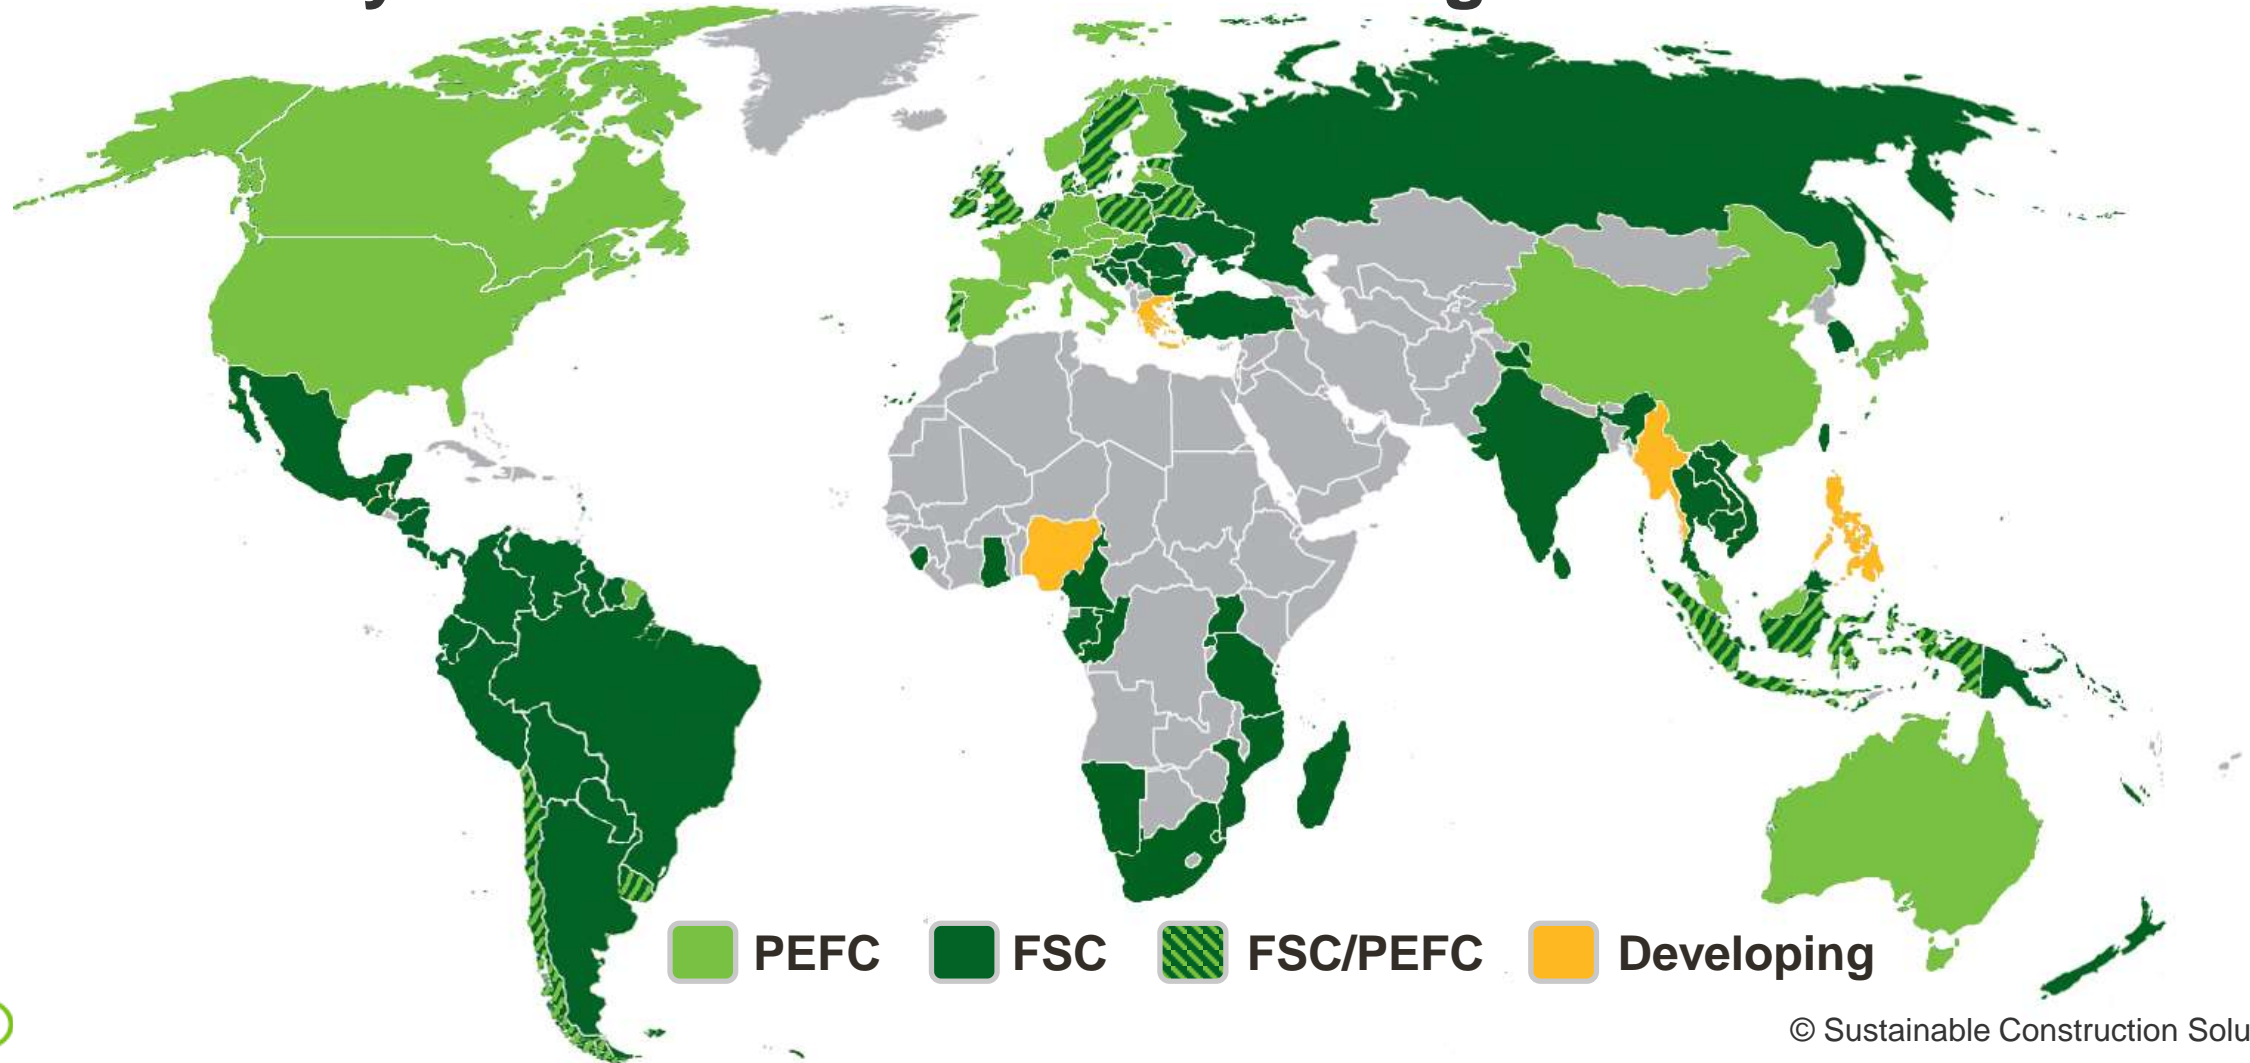 PEFC
FSC
FSC/PEFC
Developing
© Sustainable Construction Solu